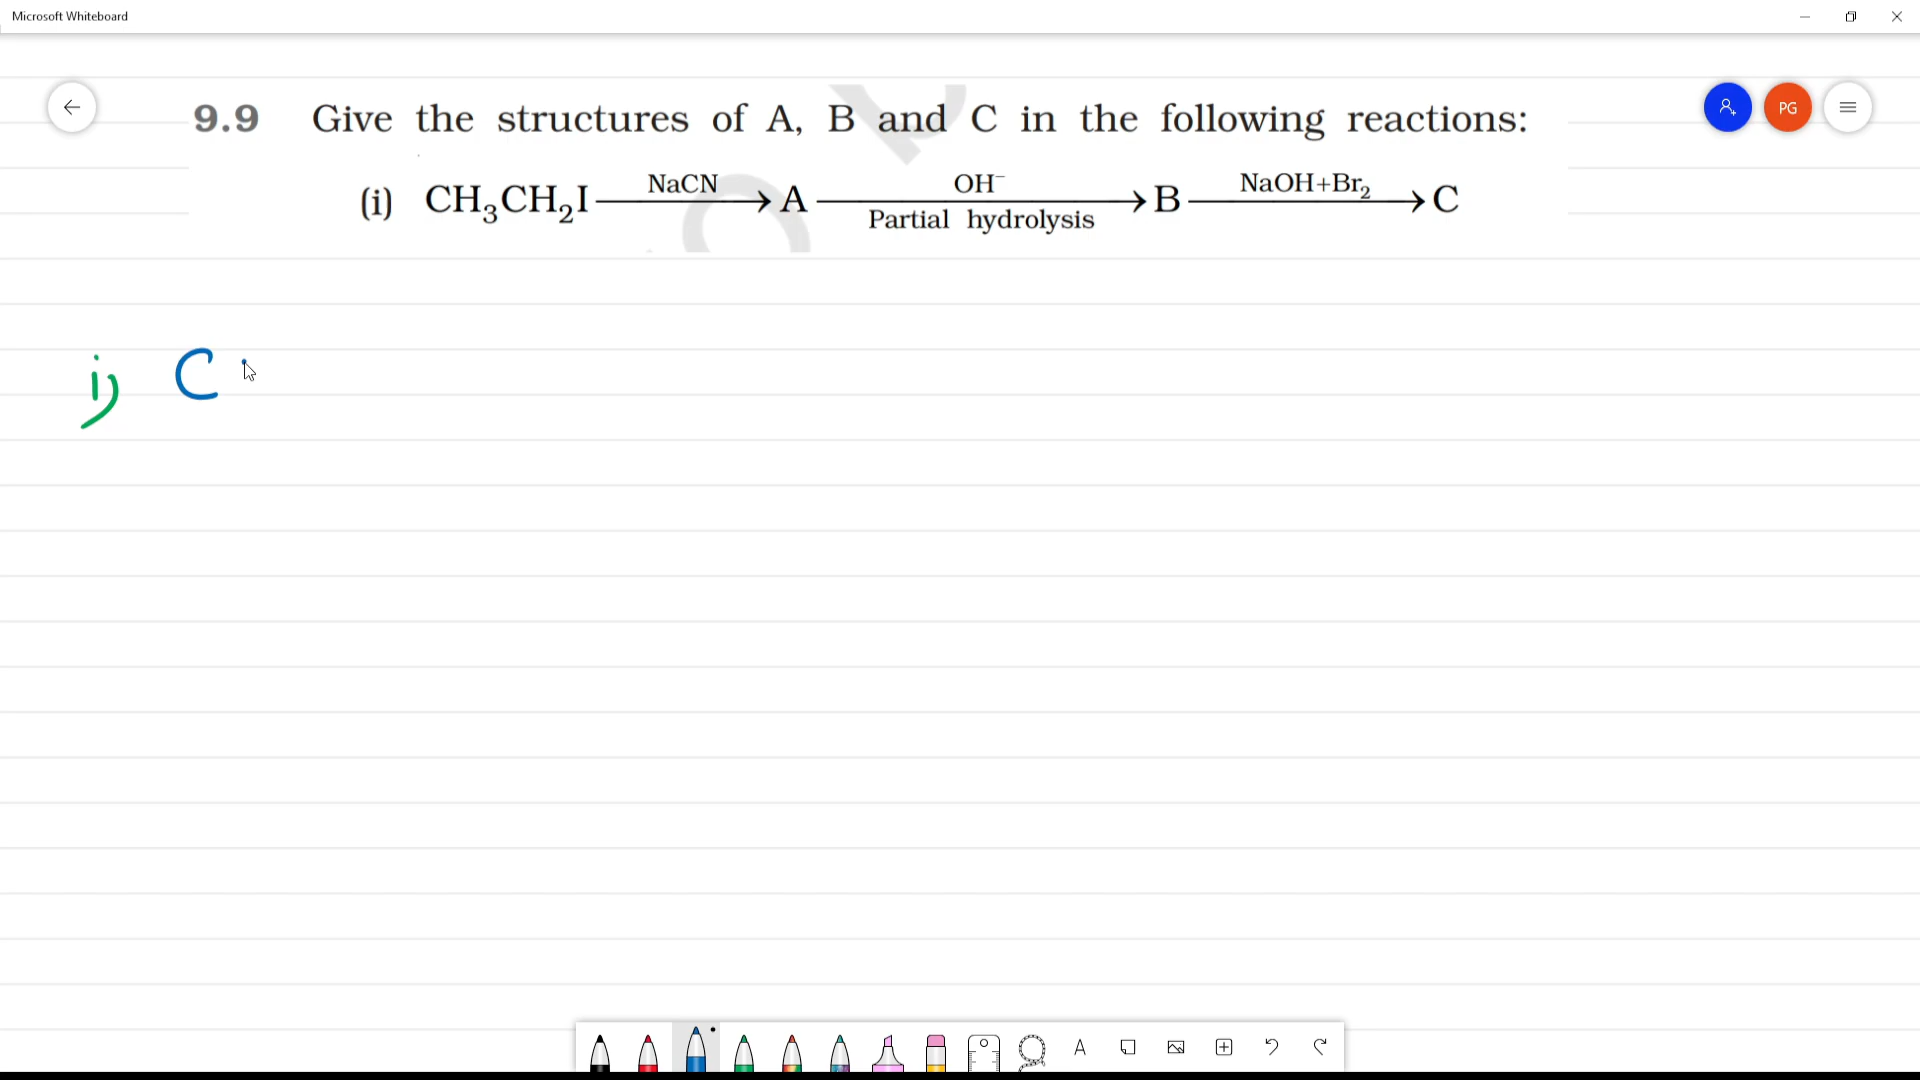 Microsoft Whiteboard
9.9 Give the structures of A, B and C in the following reactions:
PG
(i) CH₃CH₂I —NaCN→ A —OH⁻ / Partial hydrolysis→ B —NaOH+Br₂→ C
i) C
A